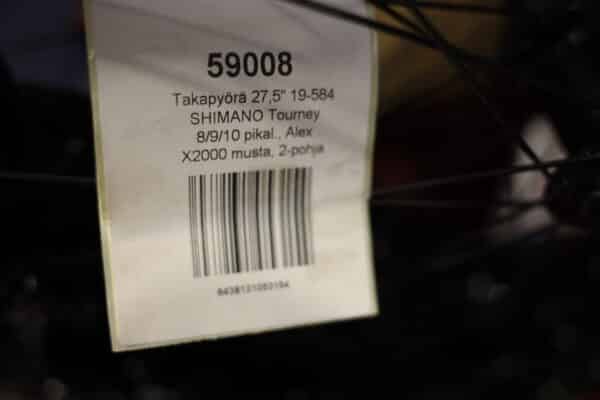 59008
Takapyörä 27,5" 19-584
SHIMANO Tourney
8/9/10 pikal., Alex
X2000 musta, 2-pohja